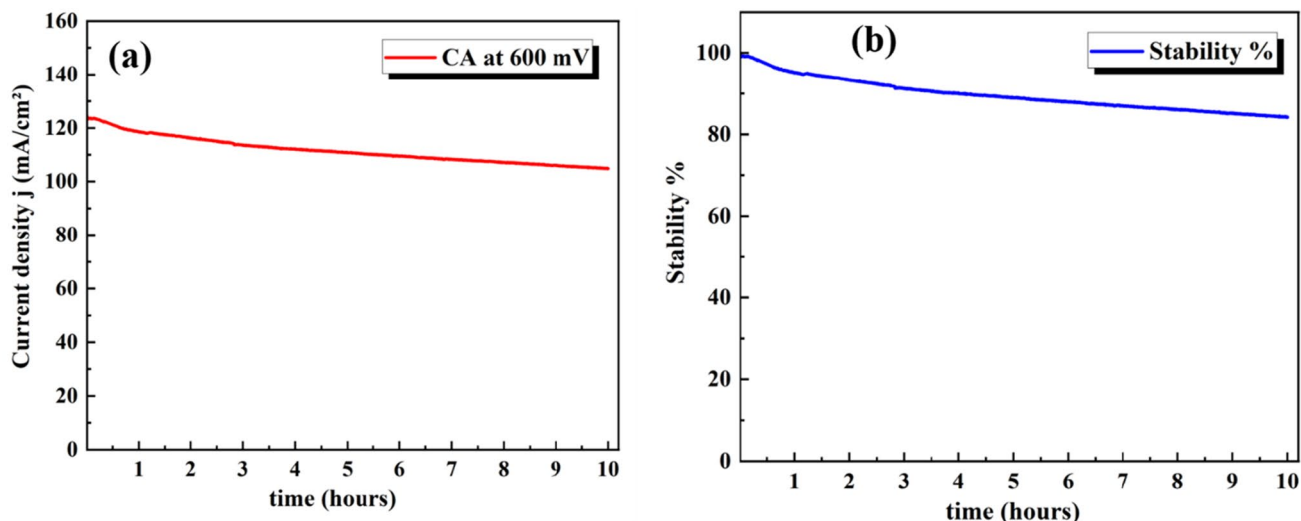 (a)
CA at 600 mV
160
140
120
100
80
60
40
20
0
1 2 3 4 5 6 7 8 9 10
time (hours)
Current density j (mA/cm²)
(b)
Stability %
100
80
60
40
20
0
1 2 3 4 5 6 7 8 9 10
time (hours)
Stability %